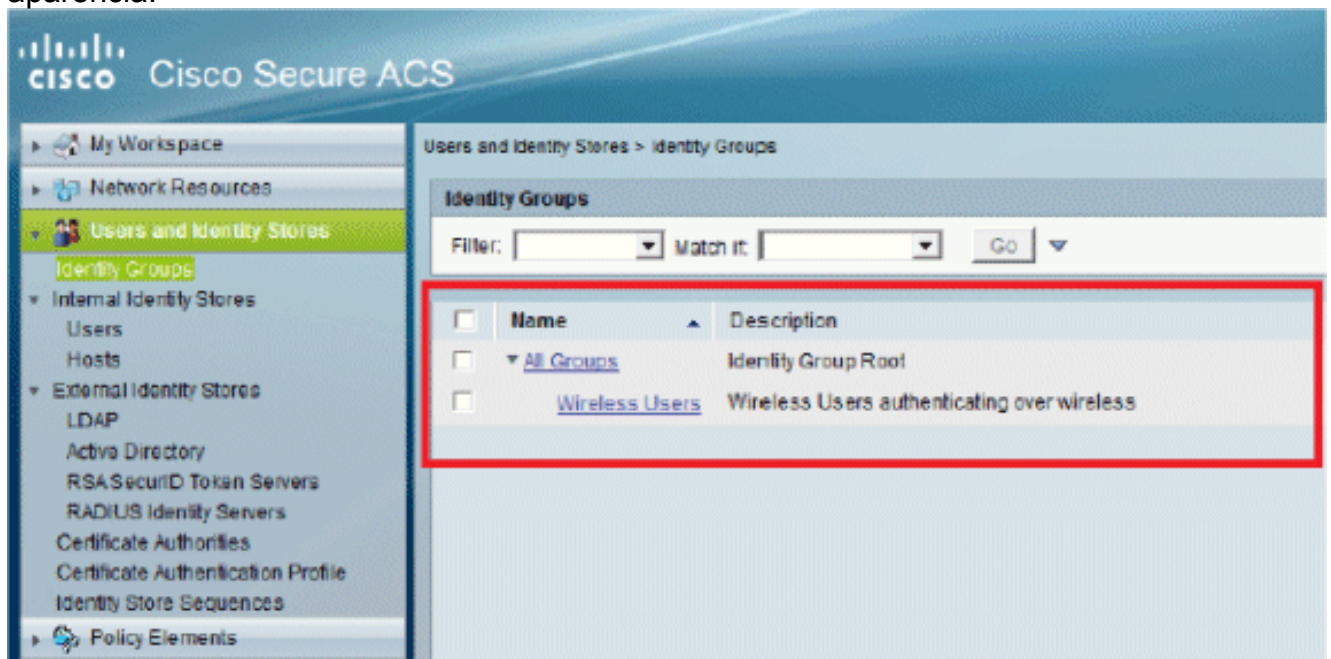 aparência:
CISCO Cisco Secure ACS
My Workspace
Network Resources
Users and Identity Stores
Identity Groups
Internal Identity Stores
Users
Hosts
External Identity Stores
LDAP
Active Directory
RSA SecurID Token Servers
RADIUS Identity Servers
Certificate Authorities
Certificate Authentication Profile
Identity Store Sequences
Policy Elements
Users and Identity Stores > Identity Groups
Identity Groups
Filter: Match if: Go
Name Description
All Groups Identity Group Root
Wireless Users Wireless Users authenticating over wireless